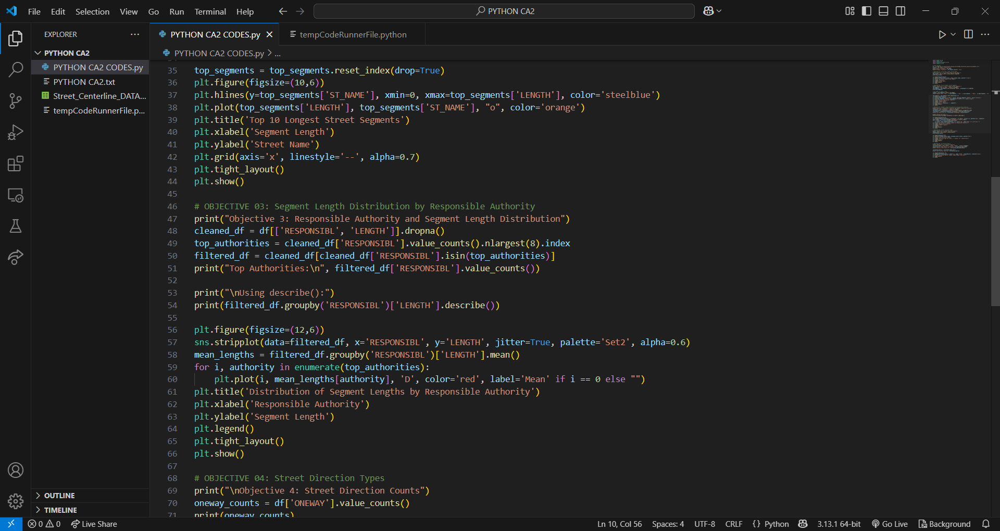 File Edit Selection View Go Run Terminal Help
PYTHON CA2
EXPLORER
PYTHON CA2
PYTHON CA2 CODES.py
PYTHON CA2.txt
Street_Centerline_DATA...
tempCodeRunnerFile.p...
OUTLINE
TIMELINE
PYTHON CA2 CODES.py
tempCodeRunnerFile.python
PYTHON CA2 CODES.py > ...
35 top_segments = top_segments.reset_index(drop=True)
36 plt.figure(figsize=(10,6))
37 plt.hlines(y=top_segments['ST_NAME'], xmin=0, xmax=top_segments['LENGTH'], color='steelblue')
38 plt.plot(top_segments['LENGTH'], top_segments['ST_NAME'], "o", color='orange')
39 plt.title('Top 10 Longest Street Segments')
40 plt.xlabel('Segment Length')
41 plt.ylabel('Street Name')
42 plt.grid(axis='x', linestyle='--', alpha=0.7)
43 plt.tight_layout()
44 plt.show()
45
46 # OBJECTIVE 03: Segment Length Distribution by Responsible Authority
47 print("Objective 3: Responsible Authority and Segment Length Distribution")
48 cleaned_df = df[['RESPONSIBL', 'LENGTH']].dropna()
49 top_authorities = cleaned_df['RESPONSIBL'].value_counts().nlargest(8).index
50 filtered_df = cleaned_df[cleaned_df['RESPONSIBL'].isin(top_authorities)]
51 print("Top Authorities:\n", filtered_df['RESPONSIBL'].value_counts())
52
53 print("\nUsing describe():")
54 print(filtered_df.groupby('RESPONSIBL')['LENGTH'].describe())
55
56 plt.figure(figsize=(12,6))
57 sns.stripplot(data=filtered_df, x='RESPONSIBL', y='LENGTH', jitter=True, palette='Set2', alpha=0.6)
58 mean_lengths = filtered_df.groupby('RESPONSIBL')['LENGTH'].mean()
59 for i, authority in enumerate(top_authorities):
60 plt.plot(i, mean_lengths[authority], 'D', color='red', label='Mean' if i == 0 else "")
61 plt.title('Distribution of Segment Lengths by Responsible Authority')
62 plt.xlabel('Responsible Authority')
63 plt.ylabel('Segment Length')
64 plt.legend()
65 plt.tight_layout()
66 plt.show()
67
68 # OBJECTIVE 04: Street Direction Types
69 print("\nObjective 4: Street Direction Counts")
70 oneway_counts = df['ONEWAY'].value_counts()
71 print(oneway_counts)
0 0 Live Share
Ln 10, Col 56 Spaces: 4 UTF-8 CRLF {} Python 3.13.1 64-bit Go Live Background